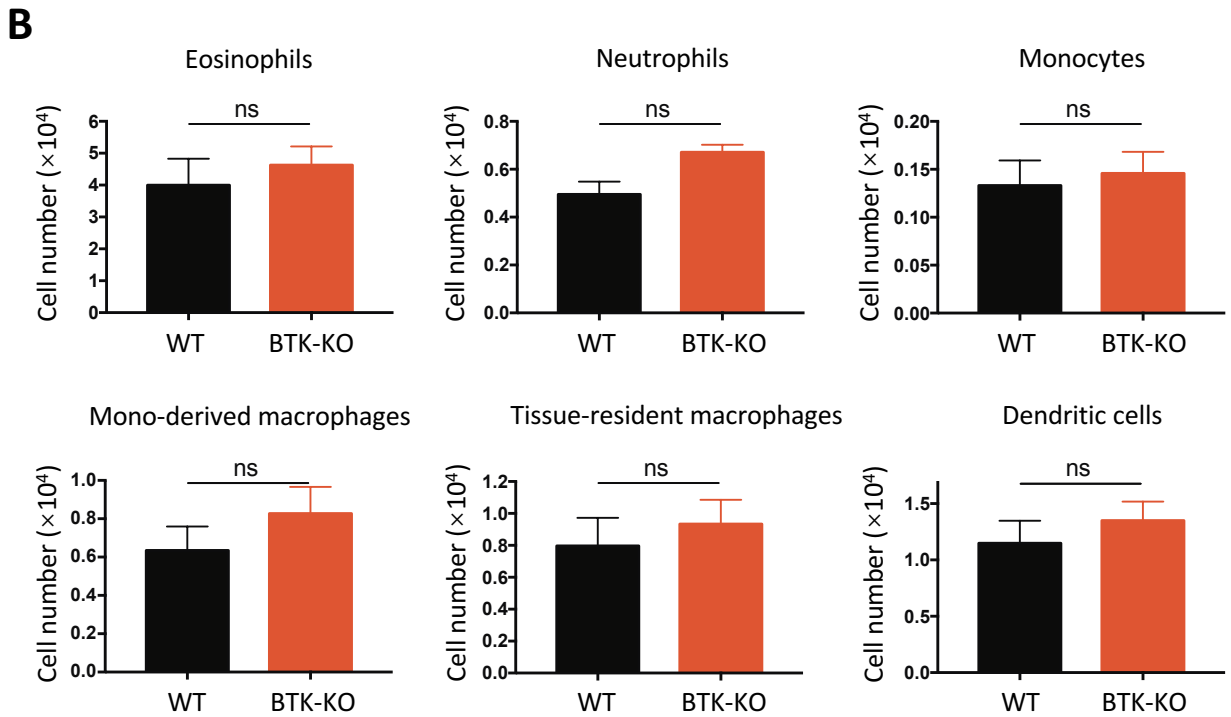 B
Eosinophils
Cell number (×10⁴)
6
5
4
3
2
1
0
ns
WT
BTK-KO
Neutrophils
Cell number (×10⁴)
0.8
0.6
0.4
0.2
0.0
ns
WT
BTK-KO
Monocytes
Cell number (×10⁴)
0.20
0.15
0.10
0.05
0.00
ns
WT
BTK-KO
Mono-derived macrophages
Cell number (×10⁴)
1.0
0.8
0.6
0.4
0.2
0.0
ns
WT
BTK-KO
Tissue-resident macrophages
Cell number (×10⁴)
1.2
1.0
0.8
0.6
0.4
0.2
0.0
ns
WT
BTK-KO
Dendritic cells
Cell number (×10⁴)
1.5
1.0
0.5
0.0
ns
WT
BTK-KO